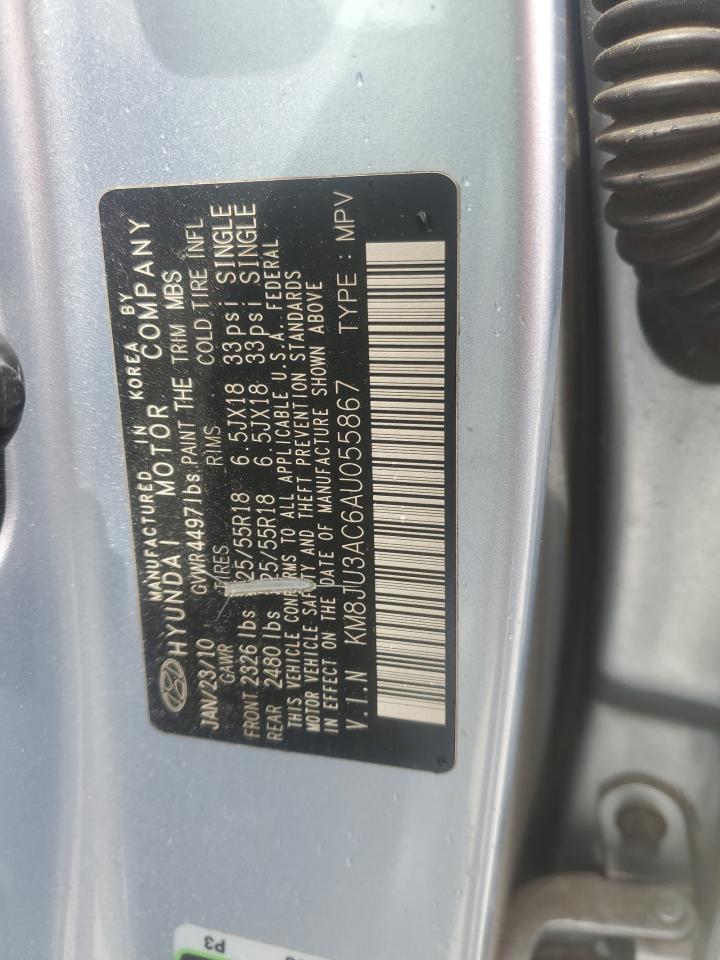 MANUFACTURED IN KOREA BY
HYUNDAI MOTOR COMPANY
JAN/23/10 GVWR4497lbs PAINT THE TRIM MBS
GAWR TIRES RIMS COLD TIRE INFL
FRONT 2326 lbs 25/55R18 6.5JX18 33psi SINGLE
REAR 2480 lbs 25/55R18 6.5JX18 33psi SINGLE
THIS VEHICLE CONFORMS TO ALL APPLICABLE U.S.A. FEDERAL
MOTOR VEHICLE SAFETY AND THEFT PREVENTION STANDARDS
IN EFFECT ON THE DATE OF MANUFACTURE SHOWN ABOVE
V.I.N KM8JU3AC6AU055867 TYPE : MPV
P3